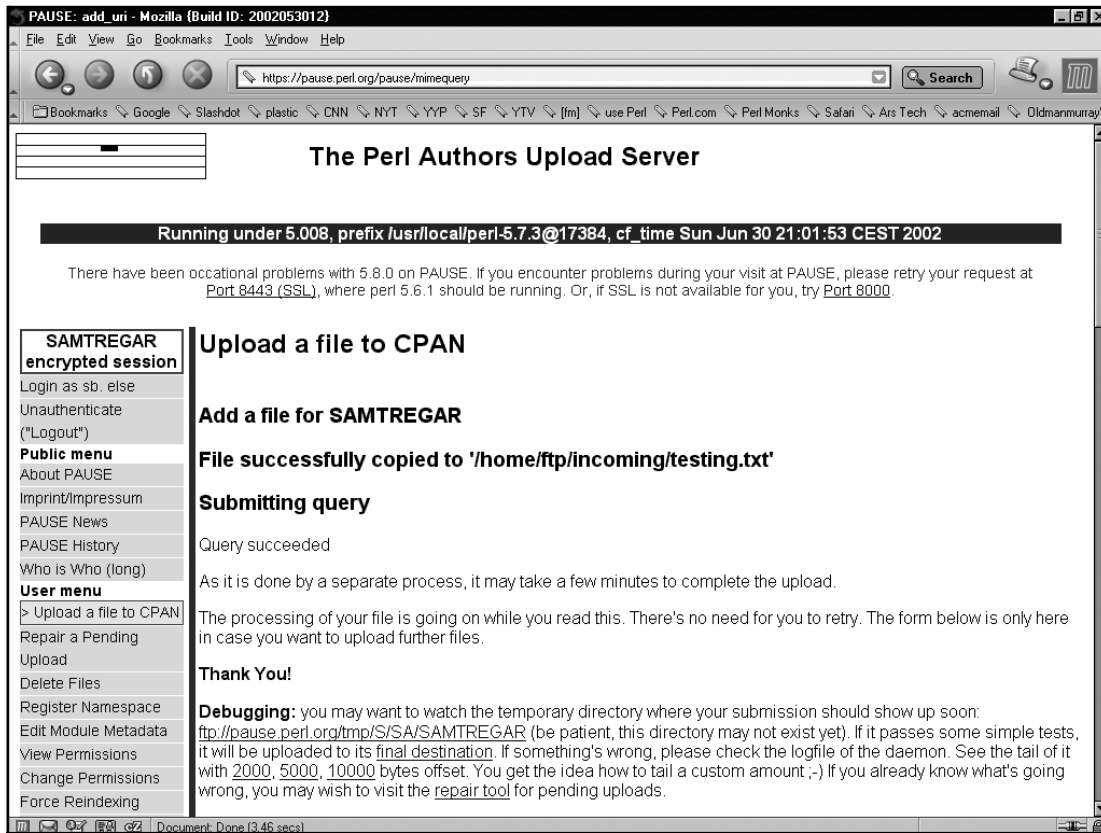 PAUSE: add_uri - Mozilla {Build ID: 2002053012}
File Edit View Go Bookmarks Tools Window Help
https://pause.perl.org/pause/mimequery
Search
Bookmarks Google Slashdot plastic CNN NYT YYP SF YTV [fm] use Perl Perl.com Perl Monks Safari Ars Tech acmemail Oldmanmurray
The Perl Authors Upload Server
Running under 5.008, prefix /usr/local/perl-5.7.3@17384, cf_time Sun Jun 30 21:01:53 CEST 2002
There have been occational problems with 5.8.0 on PAUSE. If you encounter problems during your visit at PAUSE, please retry your request at
Port 8443 (SSL), where perl 5.6.1 should be running. Or, if SSL is not available for you, try Port 8000.
SAMTREGAR
encrypted session
Login as sb. else
Unauthenticate
("Logout")
Public menu
About PAUSE
Imprint/Impressum
PAUSE News
PAUSE History
Who is Who (long)
User menu
> Upload a file to CPAN
Repair a Pending
Upload
Delete Files
Register Namespace
Edit Module Metadata
View Permissions
Change Permissions
Force Reindexing
Upload a file to CPAN
Add a file for SAMTREGAR
File successfully copied to '/home/ftp/incoming/testing.txt'
Submitting query
Query succeeded
As it is done by a separate process, it may take a few minutes to complete the upload.
The processing of your file is going on while you read this. There's no need for you to retry. The form below is only here
in case you want to upload further files.
Thank You!
Debugging: you may want to watch the temporary directory where your submission should show up soon:
ftp://pause.perl.org/tmp/S/SA/SAMTREGAR (be patient, this directory may not exist yet). If it passes some simple tests,
it will be uploaded to its final destination. If something's wrong, please check the logfile of the daemon. See the tail of it
with 2000, 5000, 10000 bytes offset. You get the idea how to tail a custom amount ;-) If you already know what's going
wrong, you may wish to visit the repair tool for pending uploads.
Document: Done (3.46 secs)